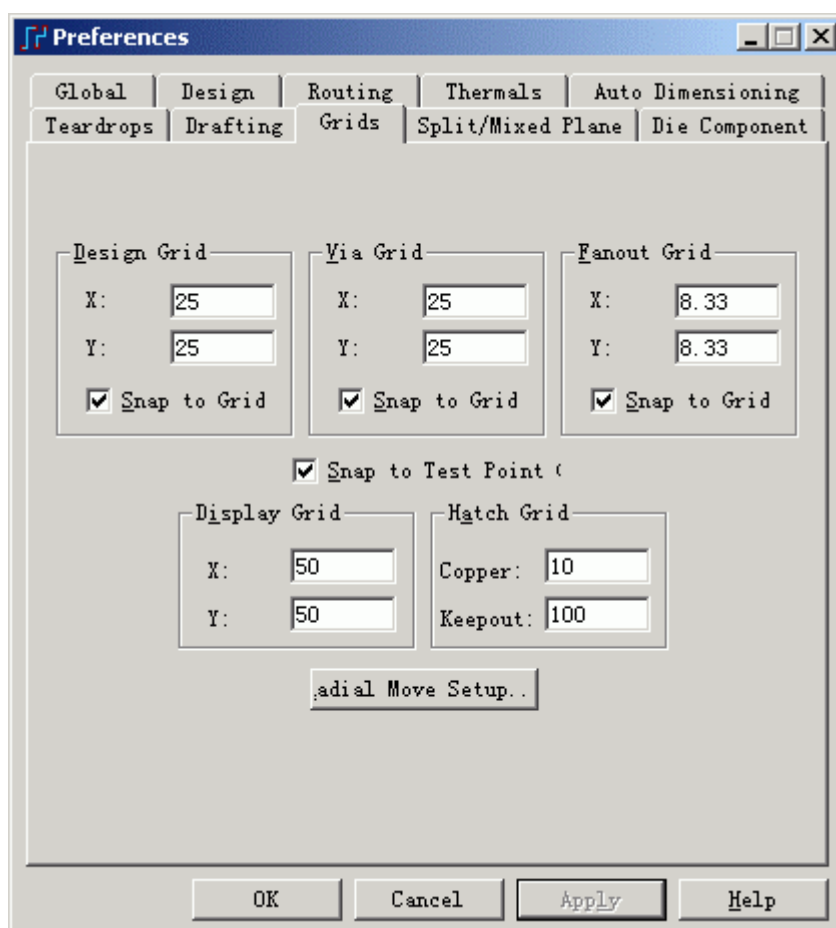 Preferences
Global Design Routing Thermals Auto Dimensioning
Teardrops Drafting Grids Split/Mixed Plane Die Component
Design Grid Via Grid Fanout Grid
X: 25 X: 25 X: 8.33
Y: 25 Y: 25 Y: 8.33
Snap to Grid Snap to Grid Snap to Grid
Snap to Test Point (
Display Grid Hatch Grid
X: 50 Copper: 10
Y: 50 Keepout: 100
adial Move Setup..
OK Cancel Apply Help